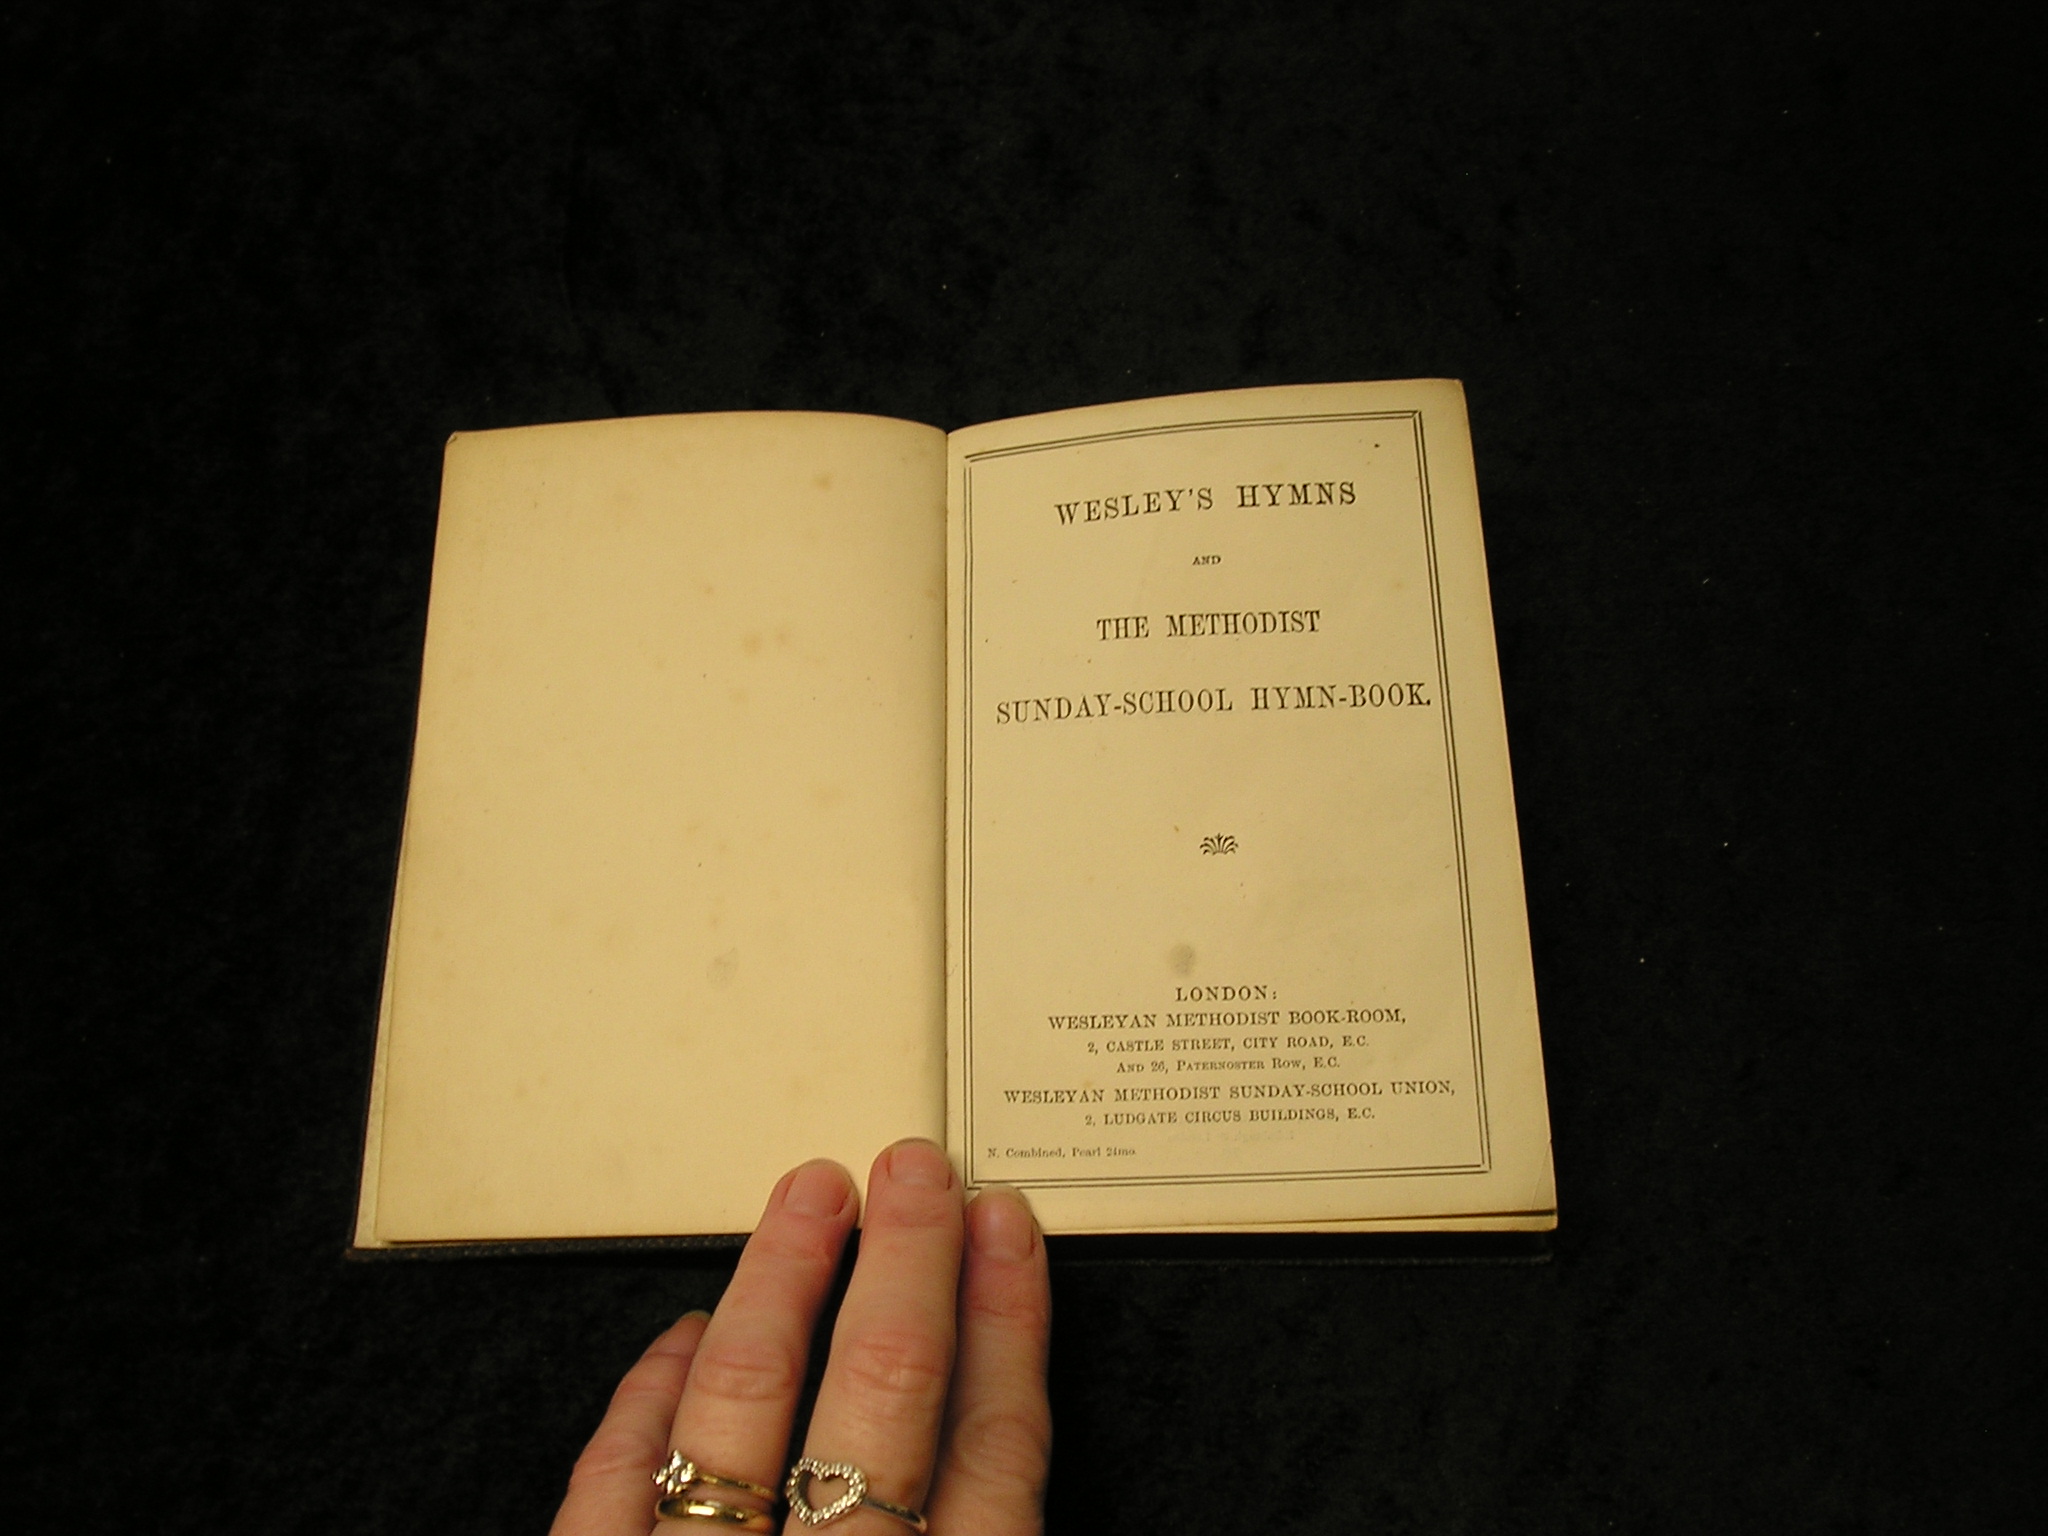 WESLEY'S HYMNS
AND
THE METHODIST
SUNDAY-SCHOOL HYMN-BOOK.
LONDON:
WESLEYAN METHODIST BOOK-ROOM,
2, CASTLE STREET, CITY ROAD, E.C.
AND 26, PATERNOSTER ROW, E.C.
WESLEYAN METHODIST SUNDAY-SCHOOL UNION,
2, LUDGATE CIRCUS BUILDINGS, E.C.
N. Combined, Pearl 24mo.